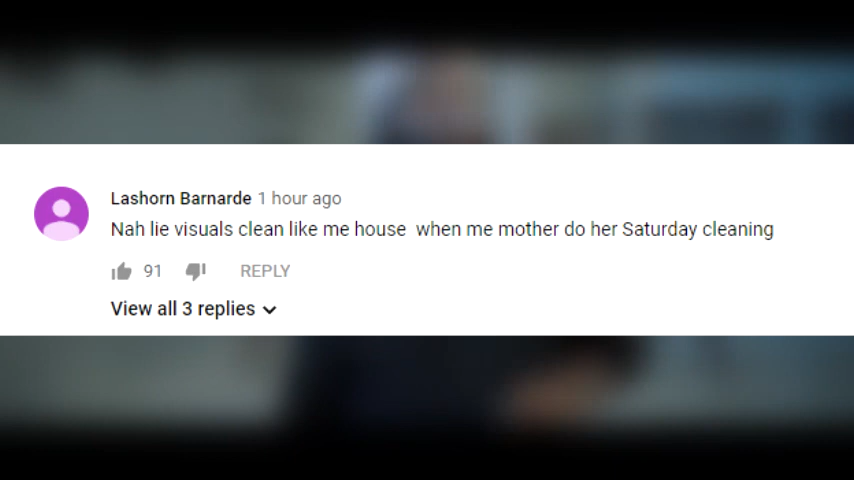 Lashorn Barnarde 1 hour ago
Nah lie visuals clean like me house  when me mother do her Saturday cleaning
91 REPLY
View all 3 replies